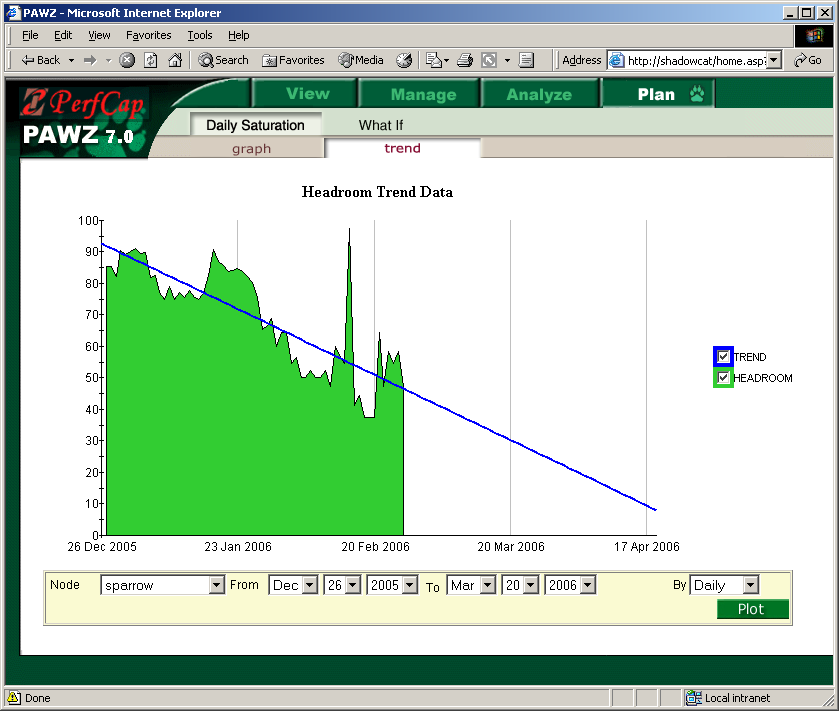 PAWZ - Microsoft Internet Explorer
File Edit View Favorites Tools Help
Back Search Favorites Media Address http://shadowcat/home.asp? Go
PerfCap View Manage Analyze Plan
PAWZ 7.0 Daily Saturation What If
graph trend
Headroom Trend Data
100
90
80
70
60
50
40
30
20
10
0
TREND
HEADROOM
26 Dec 2005 23 Jan 2006 20 Feb 2006 20 Mar 2006 17 Apr 2006
Node sparrow From Dec 26 2005 To Mar 20 2006 By Daily
Plot
Done Local intranet